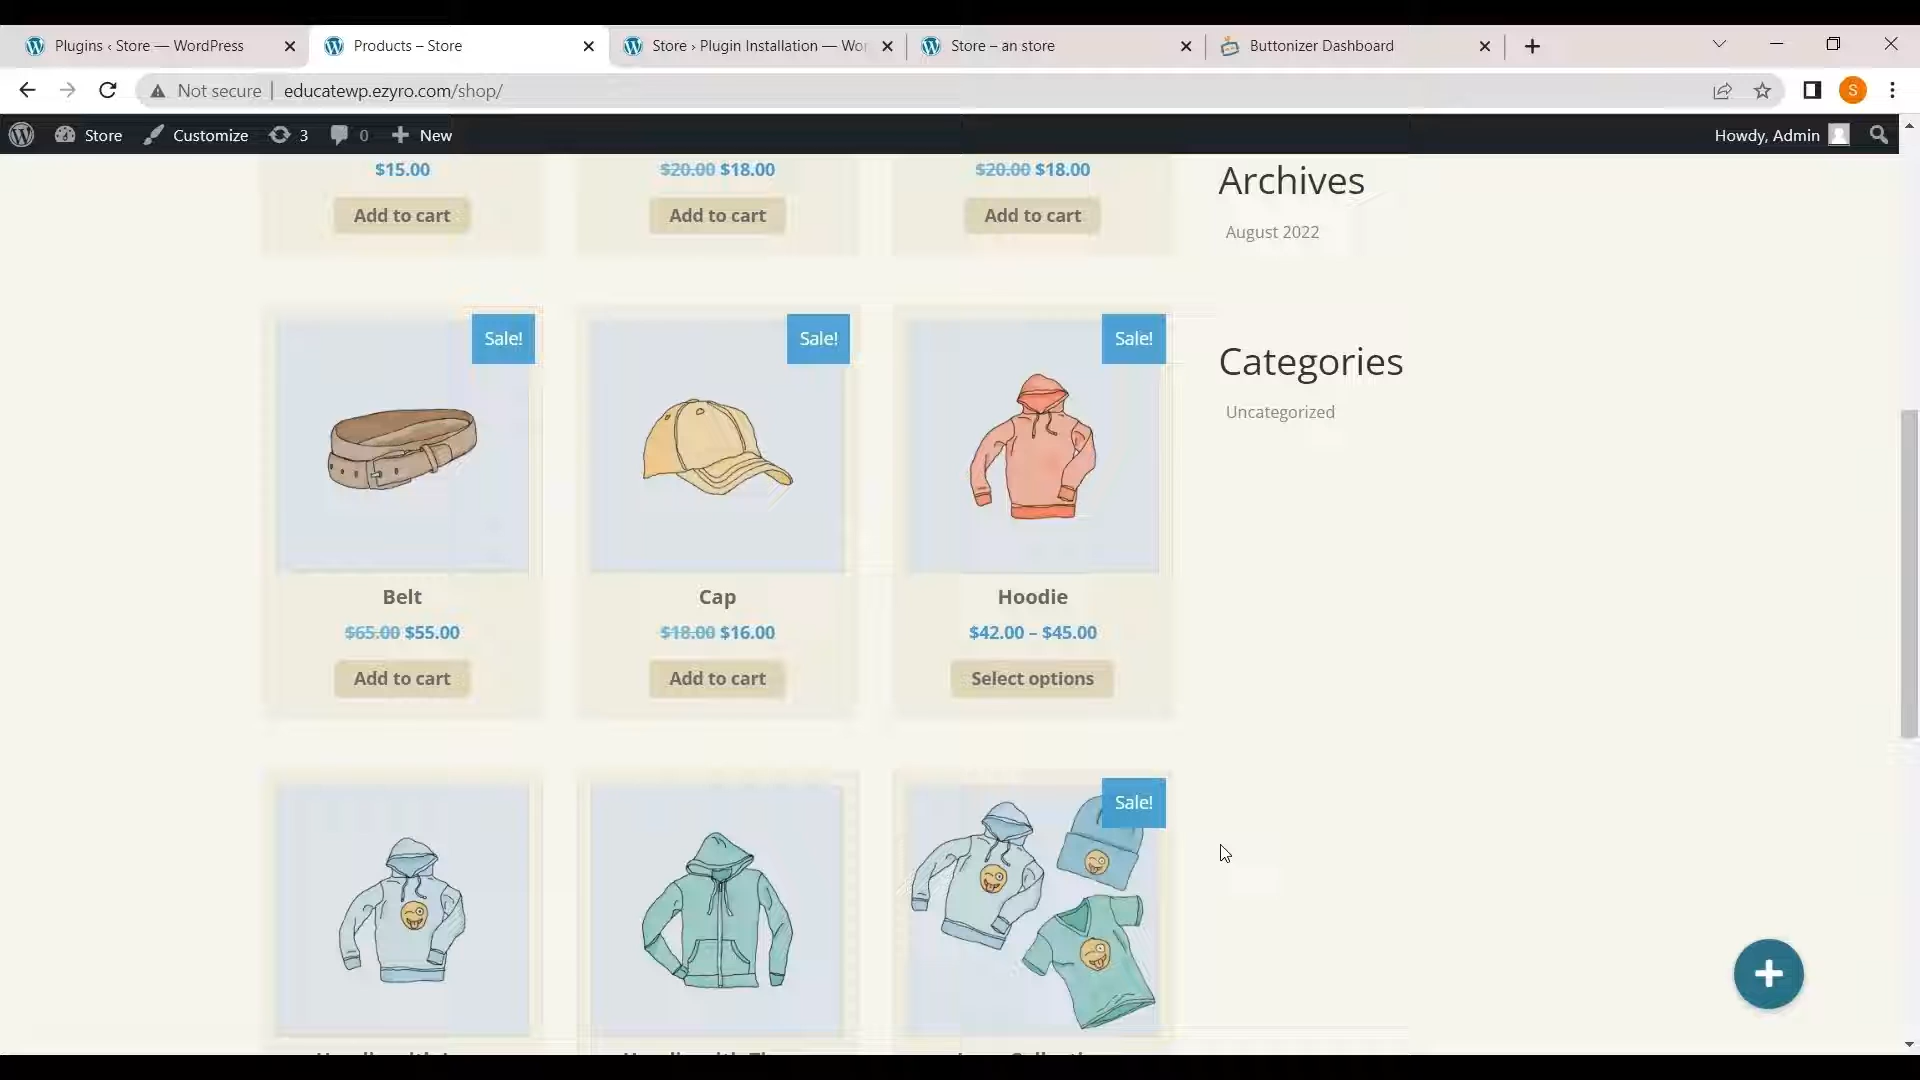 Plugins ‹ Store — WordPress
Products – Store
Store › Plugin Installation — Wor
Store – an store
Buttonizer Dashboard
Not secure
educatewp.ezyro.com/shop/
S
Store
Customize
3
0
New
Howdy, Admin
$15.00
$20.00 $18.00
$20.00 $18.00
Add to cart
Add to cart
Add to cart
Archives
August 2022
Categories
Uncategorized
Sale!
Sale!
Sale!
Belt
Cap
Hoodie
$65.00 $55.00
$18.00 $16.00
$42.00 – $45.00
Add to cart
Add to cart
Select options
Sale!